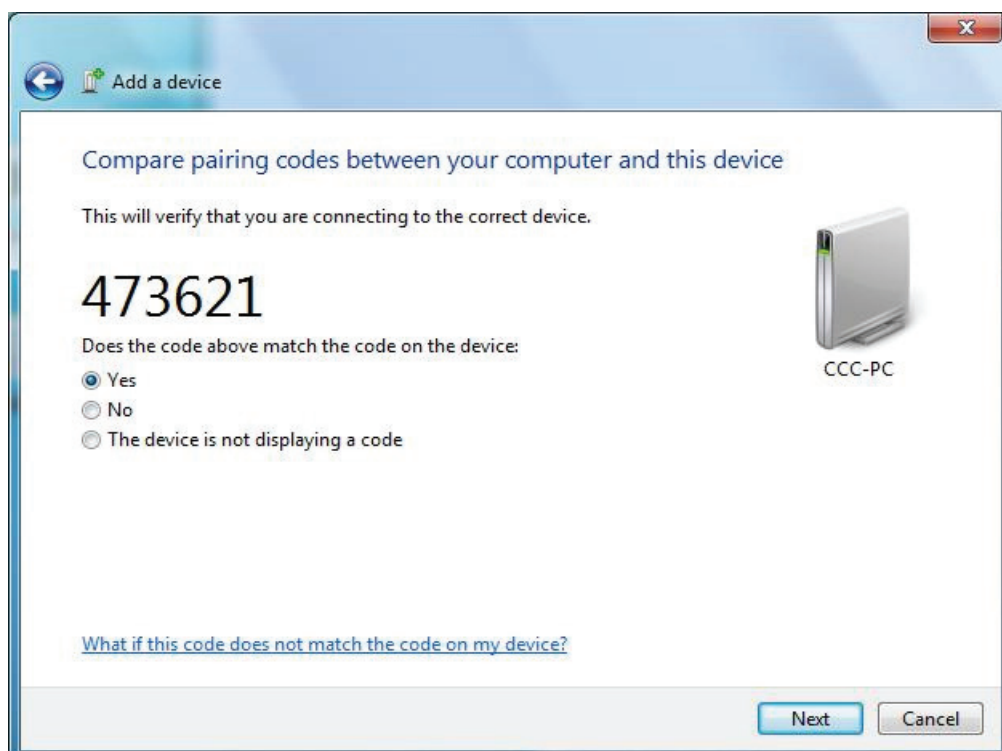 Add a device
Compare pairing codes between your computer and this device
This will verify that you are connecting to the correct device.
473621
Does the code above match the code on the device:
Yes
No
The device is not displaying a code
CCC-PC
What if this code does not match the code on my device?
Next Cancel